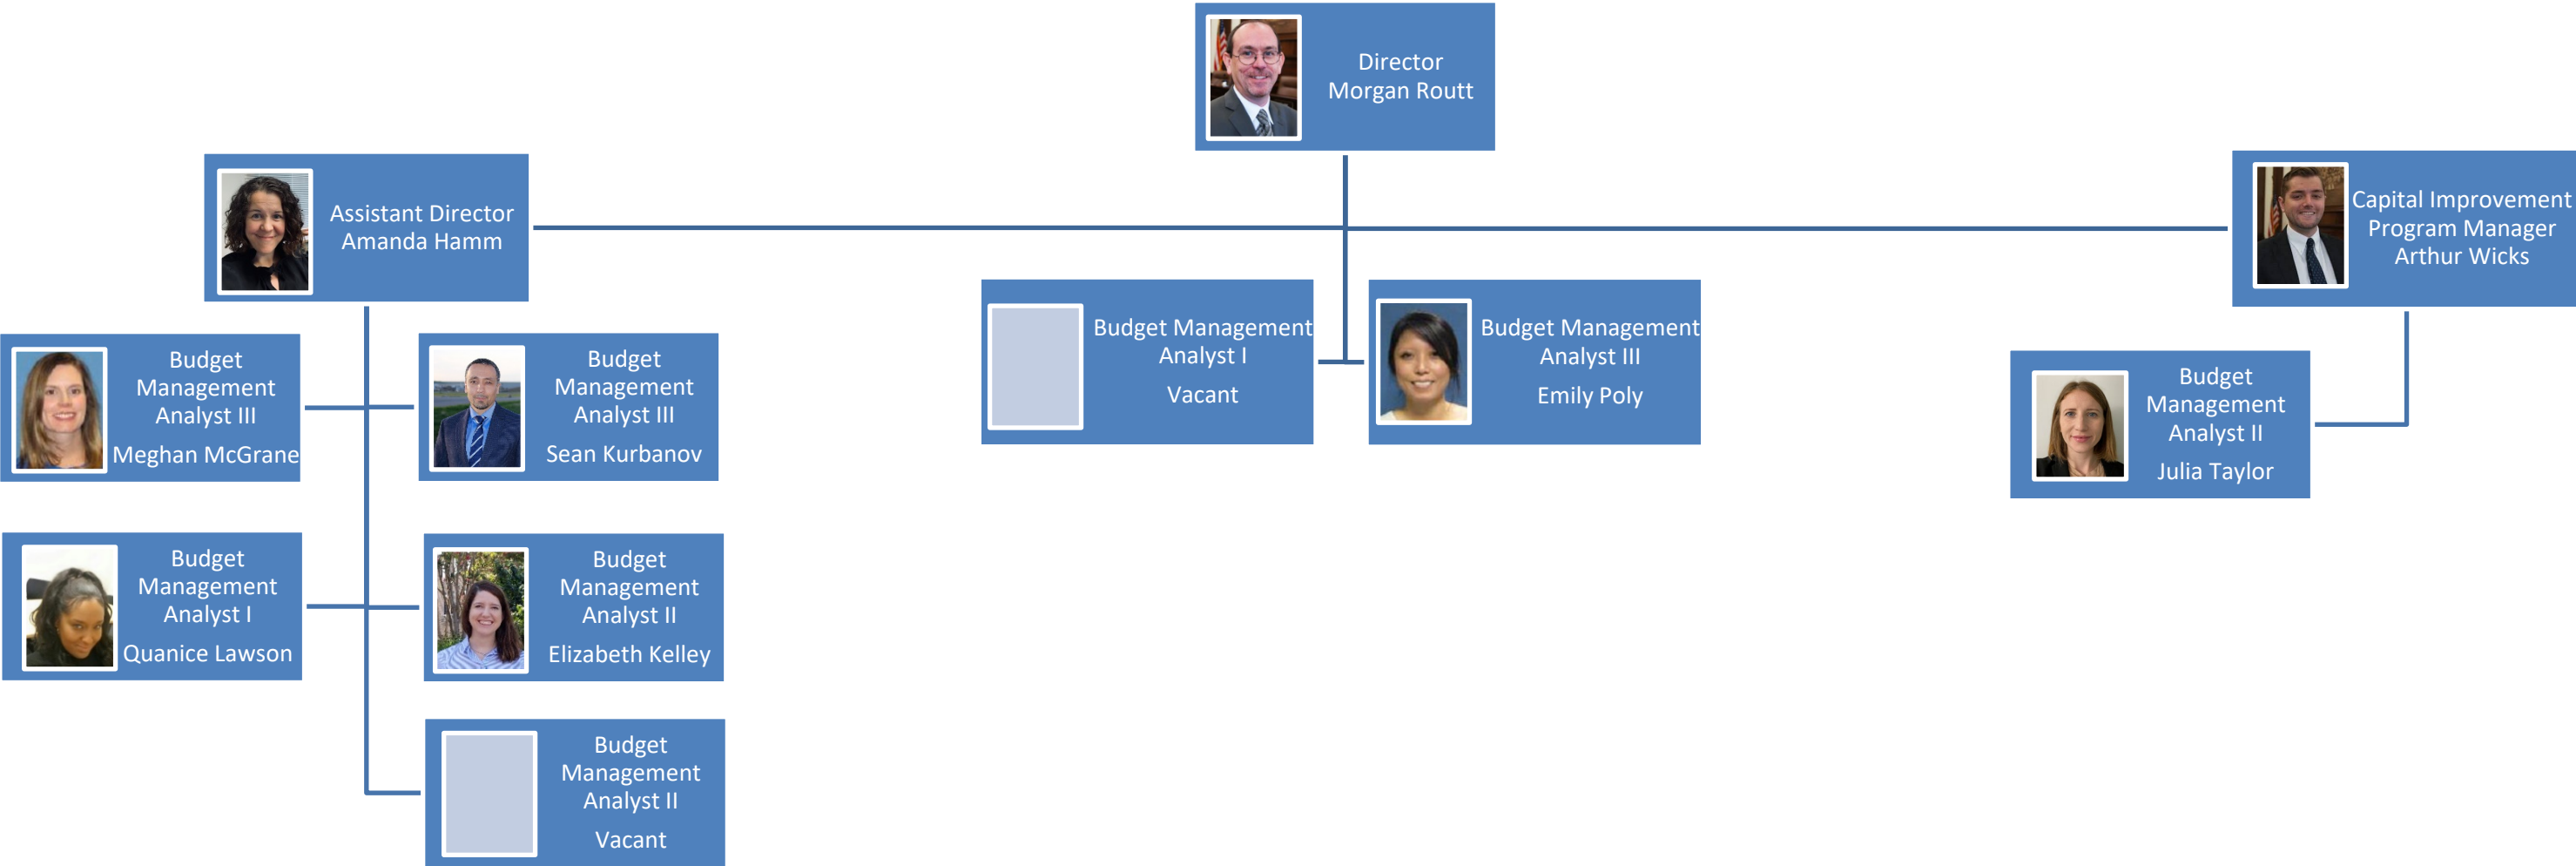 Director
Morgan Routt
Assistant Director
Amanda Hamm
Capital Improvement
Program Manager
Arthur Wicks
Budget
Management
Analyst III
Meghan McGrane
Budget
Management
Analyst III
Sean Kurbanov
Budget Management
Analyst I
Vacant
Budget Management
Analyst III
Emily Poly
Budget
Management
Analyst II
Julia Taylor
Budget
Management
Analyst I
Quanice Lawson
Budget
Management
Analyst II
Elizabeth Kelley
Budget
Management
Analyst II
Vacant